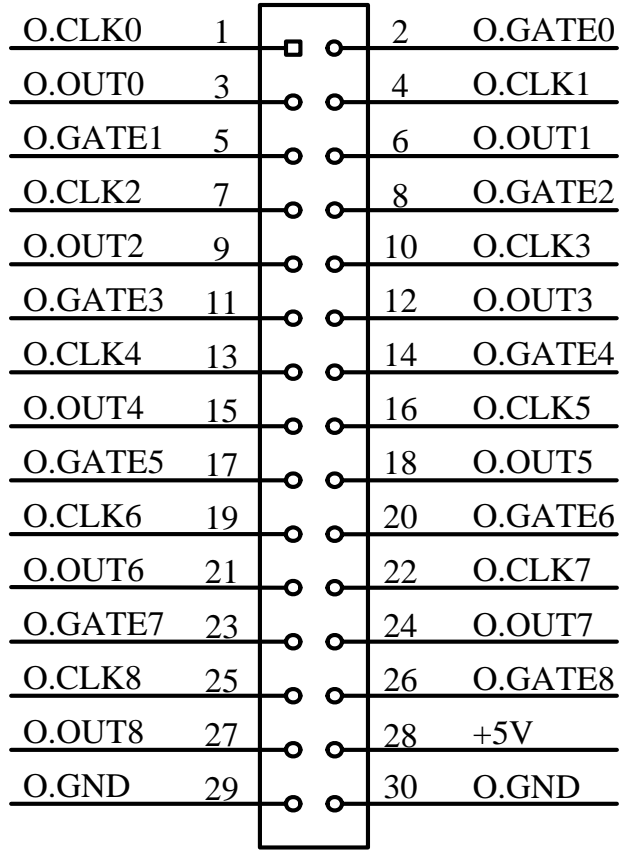 O.CLK0 1 2 O.GATE0
O.OUT0 3 4 O.CLK1
O.GATE1 5 6 O.OUT1
O.CLK2 7 8 O.GATE2
O.OUT2 9 10 O.CLK3
O.GATE3 11 12 O.OUT3
O.CLK4 13 14 O.GATE4
O.OUT4 15 16 O.CLK5
O.GATE5 17 18 O.OUT5
O.CLK6 19 20 O.GATE6
O.OUT6 21 22 O.CLK7
O.GATE7 23 24 O.OUT7
O.CLK8 25 26 O.GATE8
O.OUT8 27 28 +5V
O.GND 29 30 O.GND